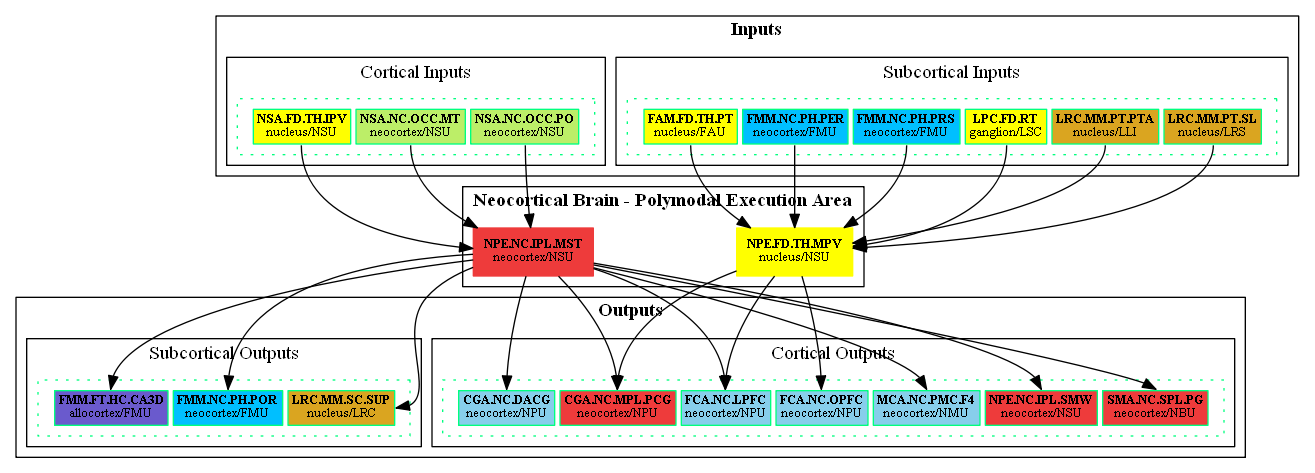 Inputs
Cortical Inputs
Subcortical Inputs
NSA.FD.TH.IPV
nucleus/NSU
NSA.NC.OCC.MT
neocortex/NSU
NSA.NC.OCC.PO
neocortex/NSU
FAM.FD.TH.PT
nucleus/FAU
FMM.NC.PH.PER
neocortex/FMU
FMM.NC.PH.PRS
neocortex/FMU
LPC.FD.RT
ganglion/LSC
LRC.MM.PT.PTA
nucleus/LLI
LRC.MM.PT.SL
nucleus/LRS
Neocortical Brain - Polymodal Execution Area
NPE.NC.IPL.MST
neocortex/NSU
NPE.FD.TH.MPV
nucleus/NSU
Outputs
Subcortical Outputs
Cortical Outputs
FMM.FT.HC.CA3D
allocortex/FMU
FMM.NC.PH.POR
neocortex/FMU
LRC.MM.SC.SUP
nucleus/LRC
CGA.NC.DACG
neocortex/NPU
CGA.NC.MPL.PCG
neocortex/NPU
FCA.NC.LPFC
neocortex/NPU
FCA.NC.OPFC
neocortex/NPU
MCA.NC.PMC.F4
neocortex/NMU
NPE.NC.IPL.SMW
neocortex/NSU
SMA.NC.SPL.PG
neocortex/NBU